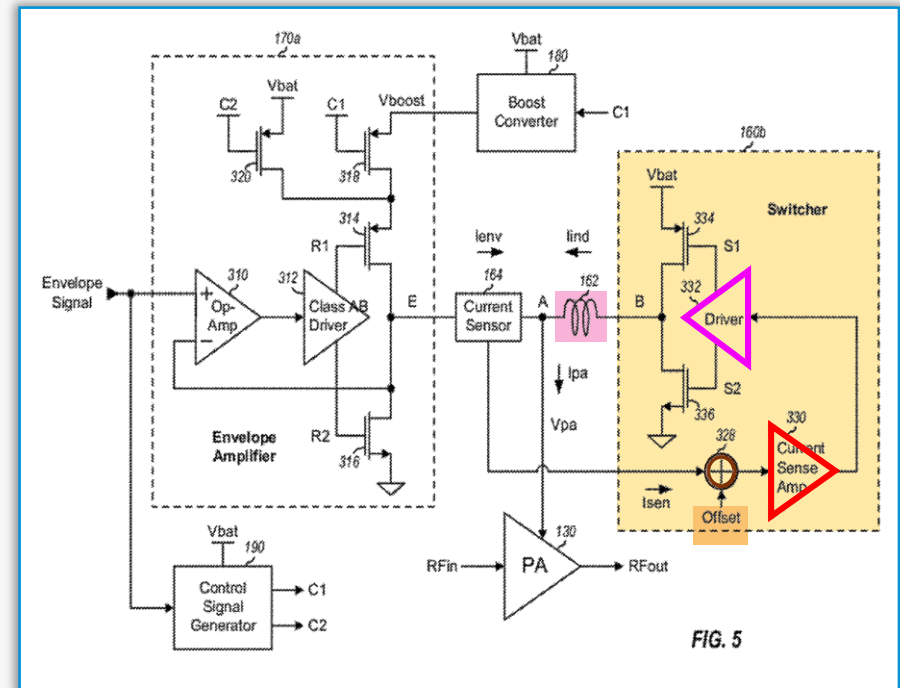 170a
Vbat
180
Vbat
C2
C1
Vboost
Boost
Converter
C1
320
318
160b
Vbat
Switcher
314
334
R1
S1
Ienv
Iind
Envelope
Signal
310
312
164
162
332
+
Op-
Amp
−
Class AB
Driver
E
Current
Sensor
A
B
Driver
Ipa
S2
336
Envelope
Amplifier
R2
316
Vpa
328
330
Current
Sense
Amp
Isen
Offset
Vbat
190
130
Control
Signal
Generator
C1
C2
RFin
PA
RFout
FIG. 5